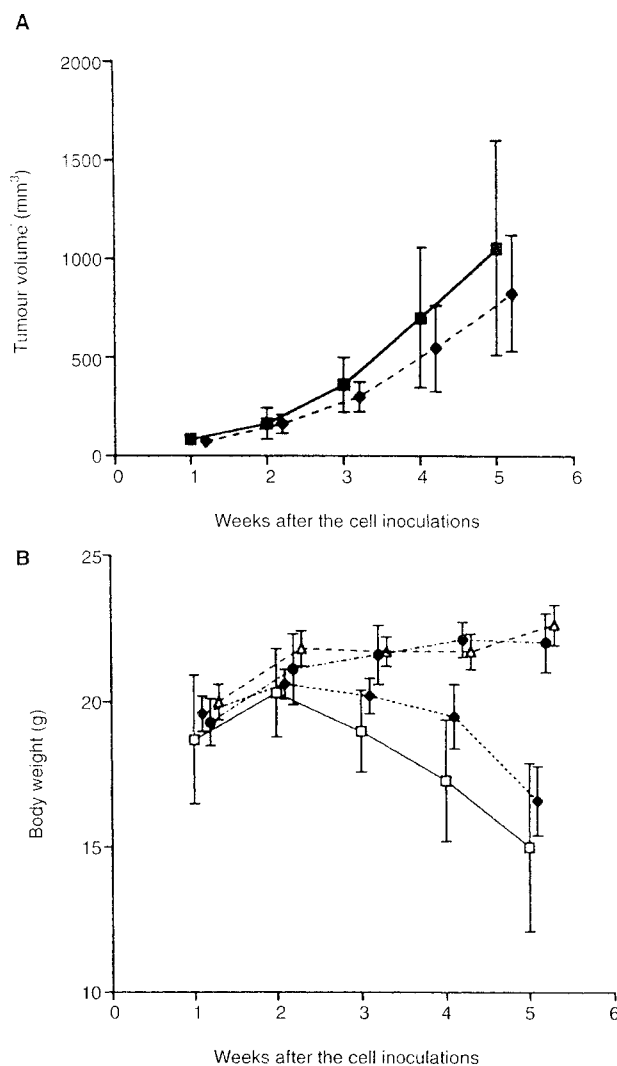 A
2000
1500
1000
500
0
Tumour volume (mm³)
0 1 2 3 4 5 6
Weeks after the cell inoculations
B
25
20
15
10
Body weight (g)
0 1 2 3 4 5 6
Weeks after the cell inoculations